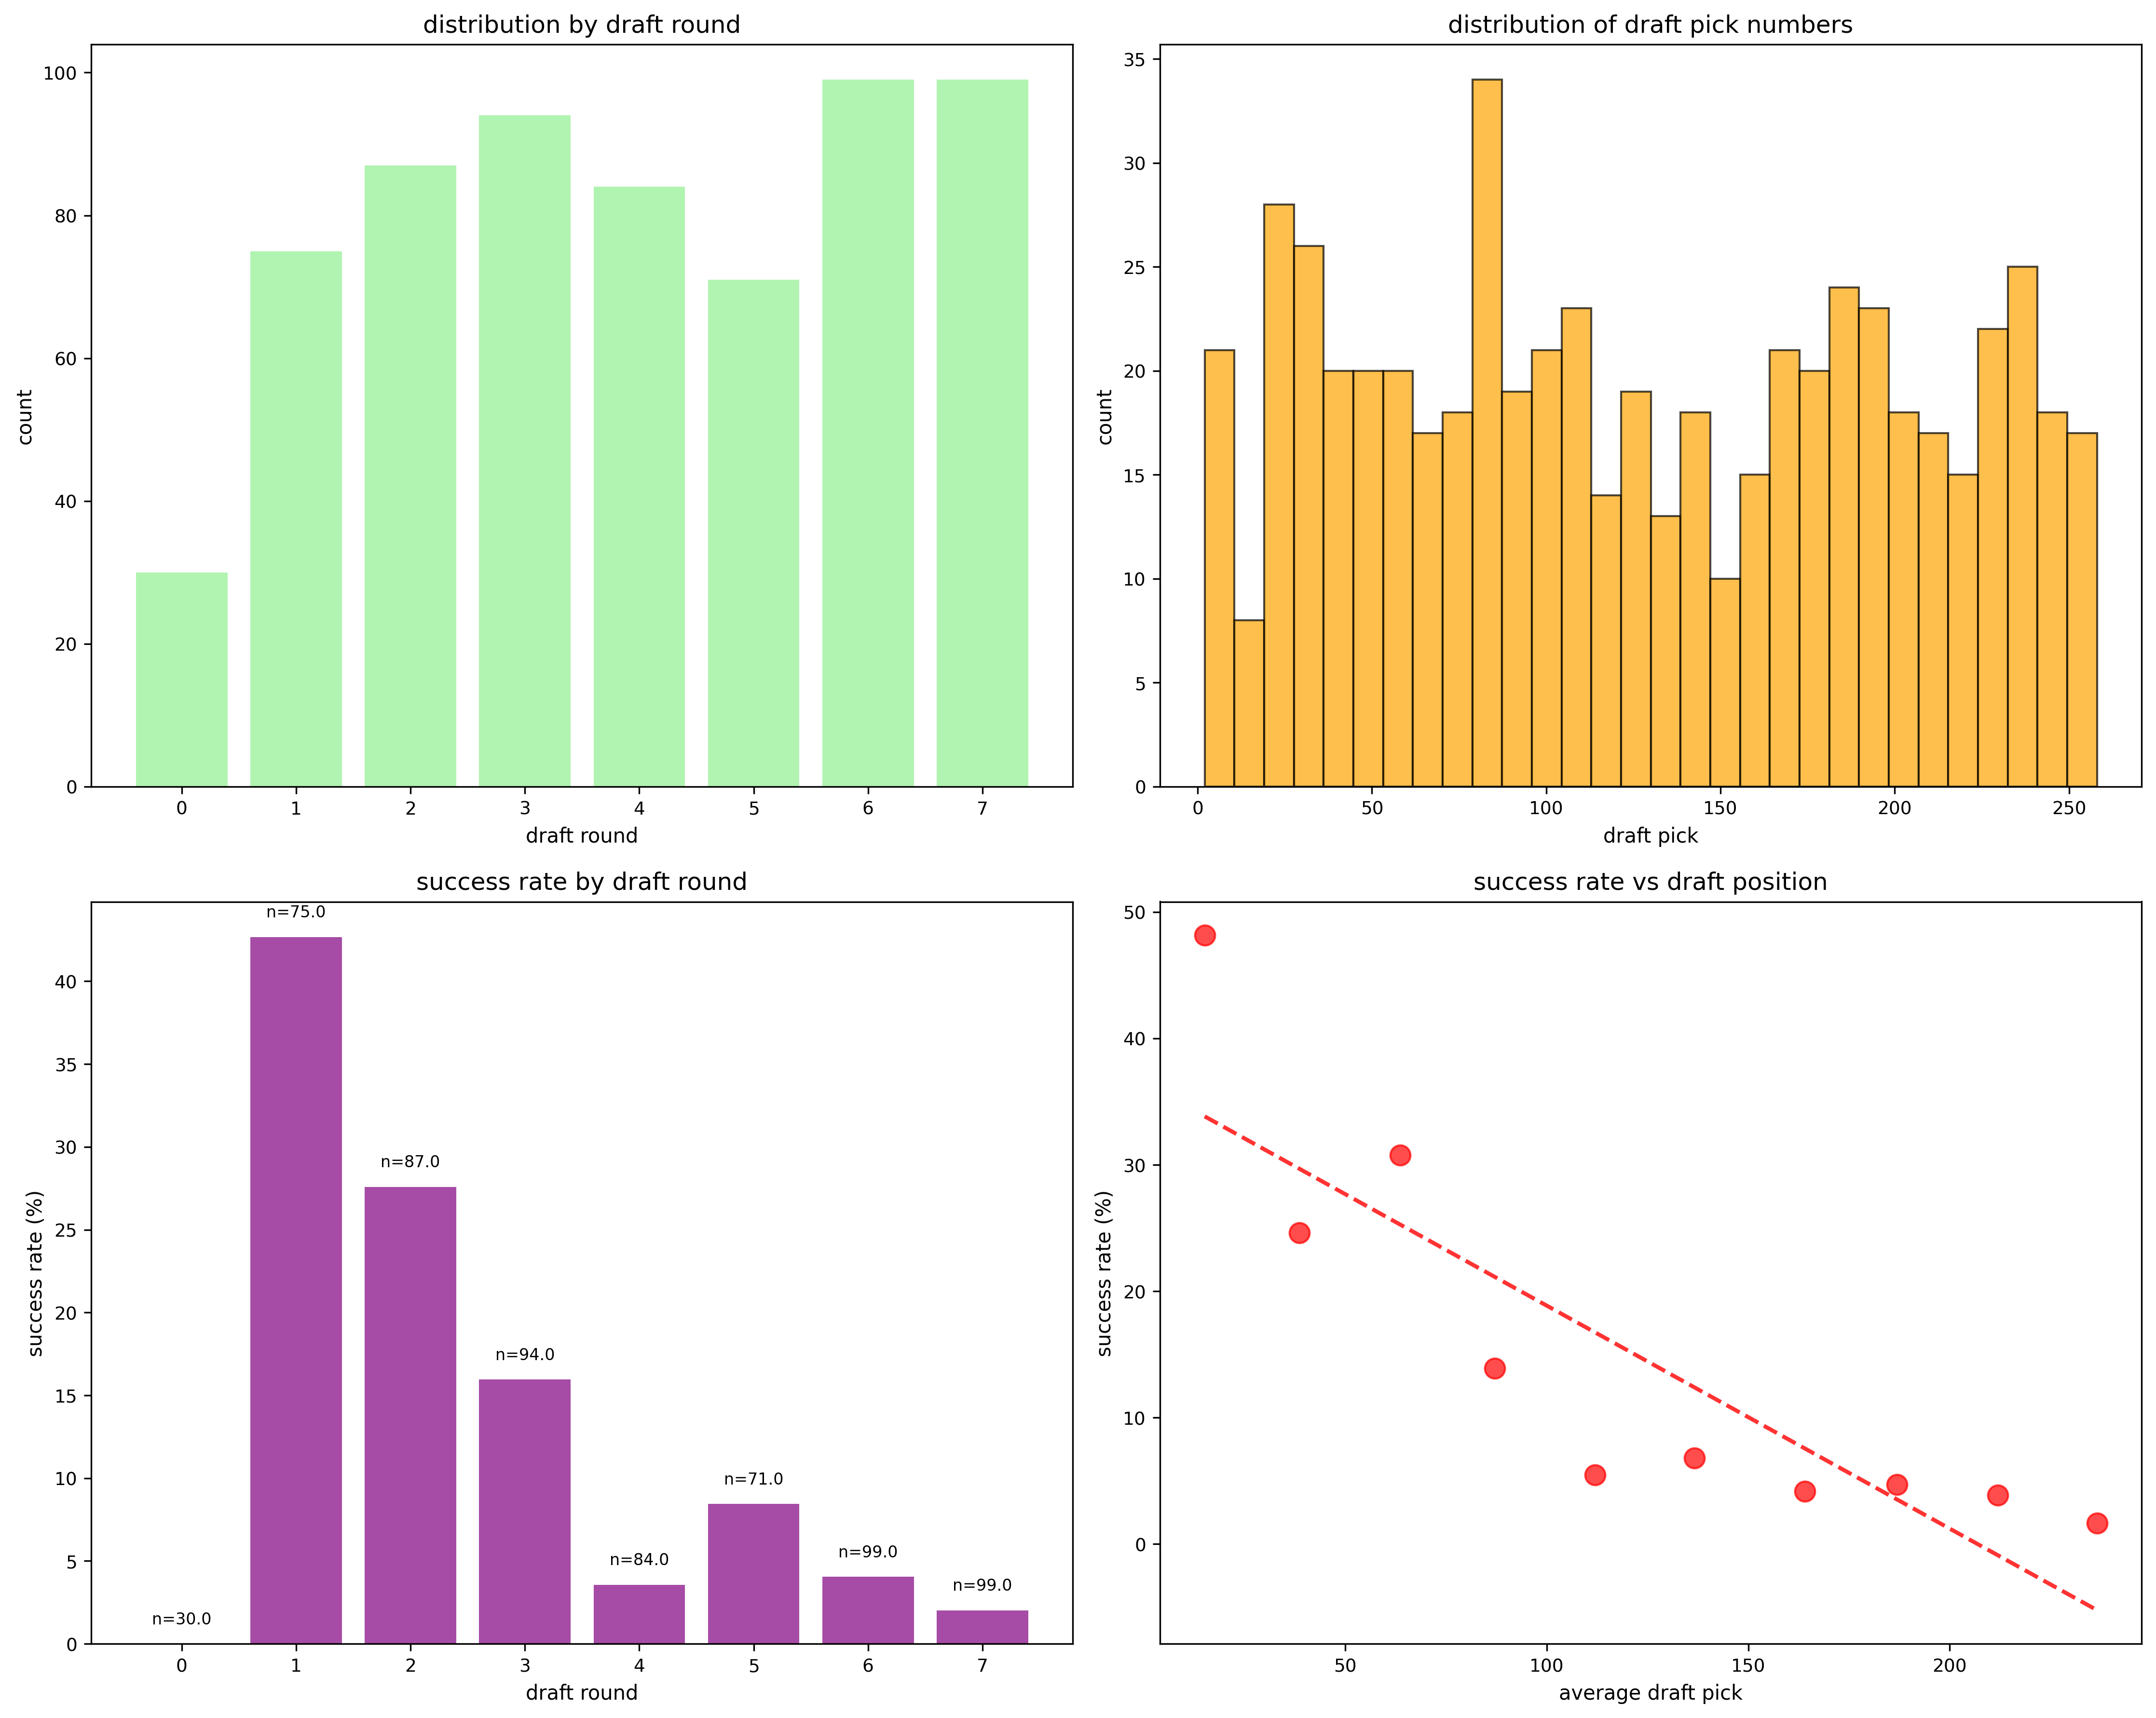 distribution by draft round
100
80
60
40
20
0
count
0 1 2 3 4 5 6 7
draft round
distribution of draft pick numbers
35
30
25
20
15
10
5
0
count
0 50 100 150 200 250
draft pick
success rate by draft round
40
35
30
25
20
15
10
5
0
success rate (%)
n=30.0
n=75.0
n=87.0
n=94.0
n=84.0
n=71.0
n=99.0
n=99.0
0 1 2 3 4 5 6 7
draft round
success rate vs draft position
50
40
30
20
10
0
success rate (%)
50 100 150 200
average draft pick